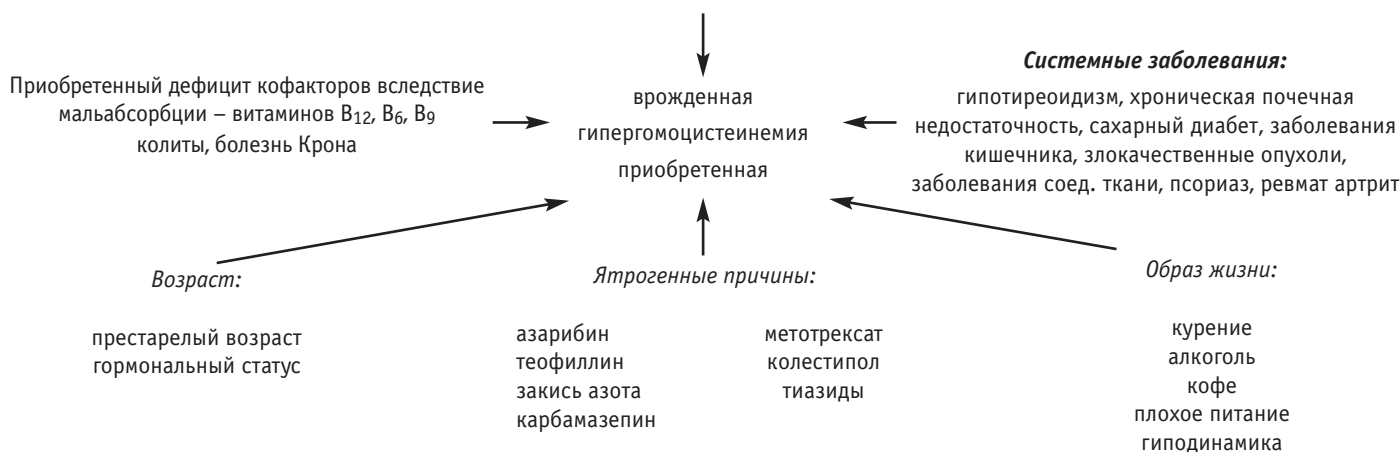 Приобретенный дефицит кофакторов вследствие
мальабсорбции – витаминов B12, B6, B9
колиты, болезнь Крона
врожденная
гипергомоцистеинемия
приобретенная
Системные заболевания:
гипотиреоидизм, хроническая почечная
недостаточность, сахарный диабет, заболевания
кишечника, злокачественные опухоли,
заболевания соед. ткани, псориаз, ревмат артрит
Возраст:
престарелый возраст
гормональный статус
Ятрогенные причины:
азарибин
теофиллин
закись азота
карбамазепин
метотрексат
колестипол
тиазиды
Образ жизни:
курение
алкоголь
кофе
плохое питание
гиподинамика